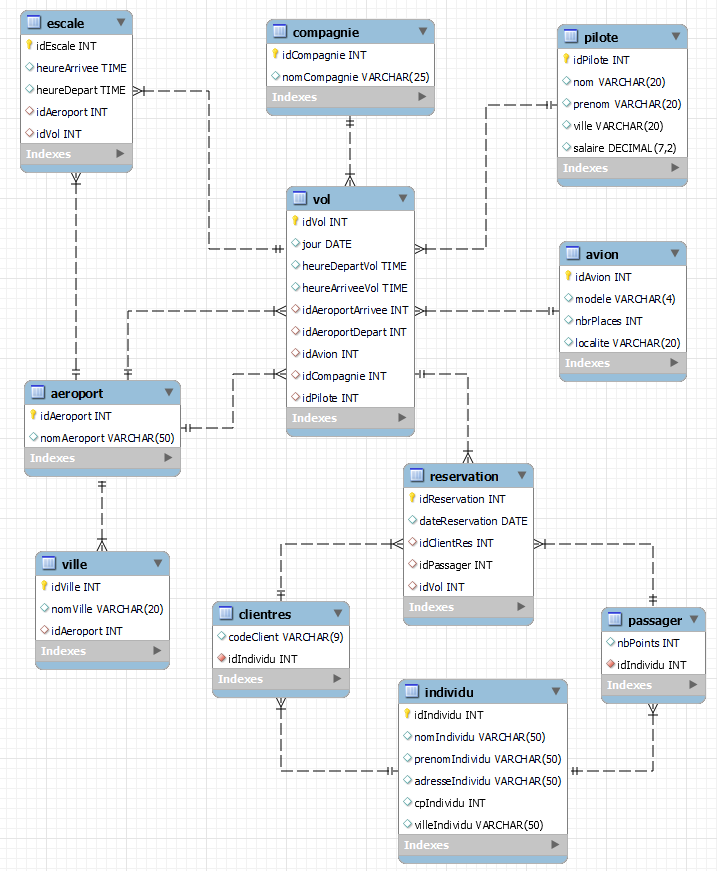 escale
idEscale INT
heureArrivee TIME
heureDepart TIME
idAeroport INT
idVol INT
Indexes
compagnie
idCompagnie INT
nomCompagnie VARCHAR(25)
Indexes
pilote
idPilote INT
nom VARCHAR(20)
prenom VARCHAR(20)
ville VARCHAR(20)
salaire DECIMAL(7,2)
Indexes
vol
idVol INT
jour DATE
heureDepartVol TIME
heureArriveeVol TIME
idAeroportArrivee INT
idAeroportDepart INT
idAvion INT
idCompagnie INT
idPilote INT
Indexes
avion
idAvion INT
modele VARCHAR(4)
nbrPlaces INT
localite VARCHAR(20)
Indexes
aeroport
idAeroport INT
nomAeroport VARCHAR(50)
Indexes
reservation
idReservation INT
dateReservation DATE
idClientRes INT
idPassager INT
idVol INT
Indexes
ville
idVille INT
nomVille VARCHAR(20)
idAeroport INT
Indexes
clientres
codeClient VARCHAR(9)
idIndividu INT
Indexes
passager
nbPoints INT
idIndividu INT
Indexes
individu
idIndividu INT
nomIndividu VARCHAR(50)
prenomIndividu VARCHAR(50)
adresseIndividu VARCHAR(50)
cpIndividu INT
villeIndividu VARCHAR(50)
Indexes